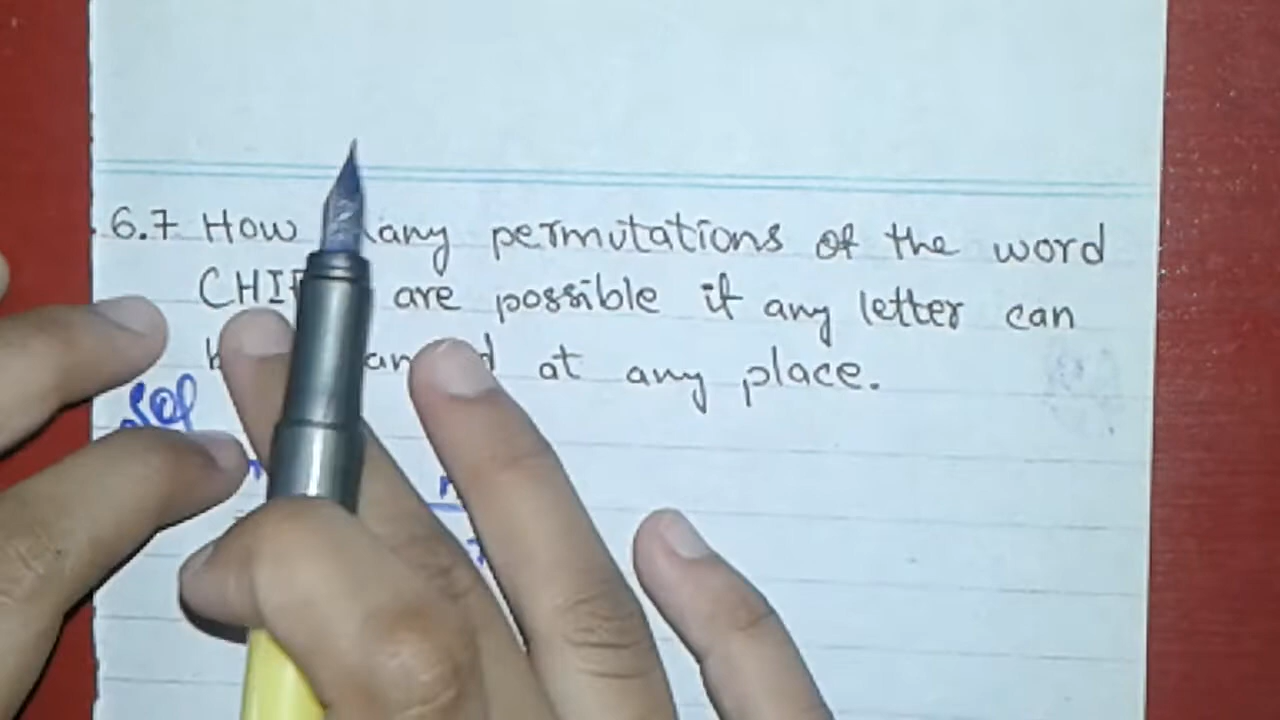 6.7 How any permutations of the word
CHI are possible if any letter can
at any place.
Sol